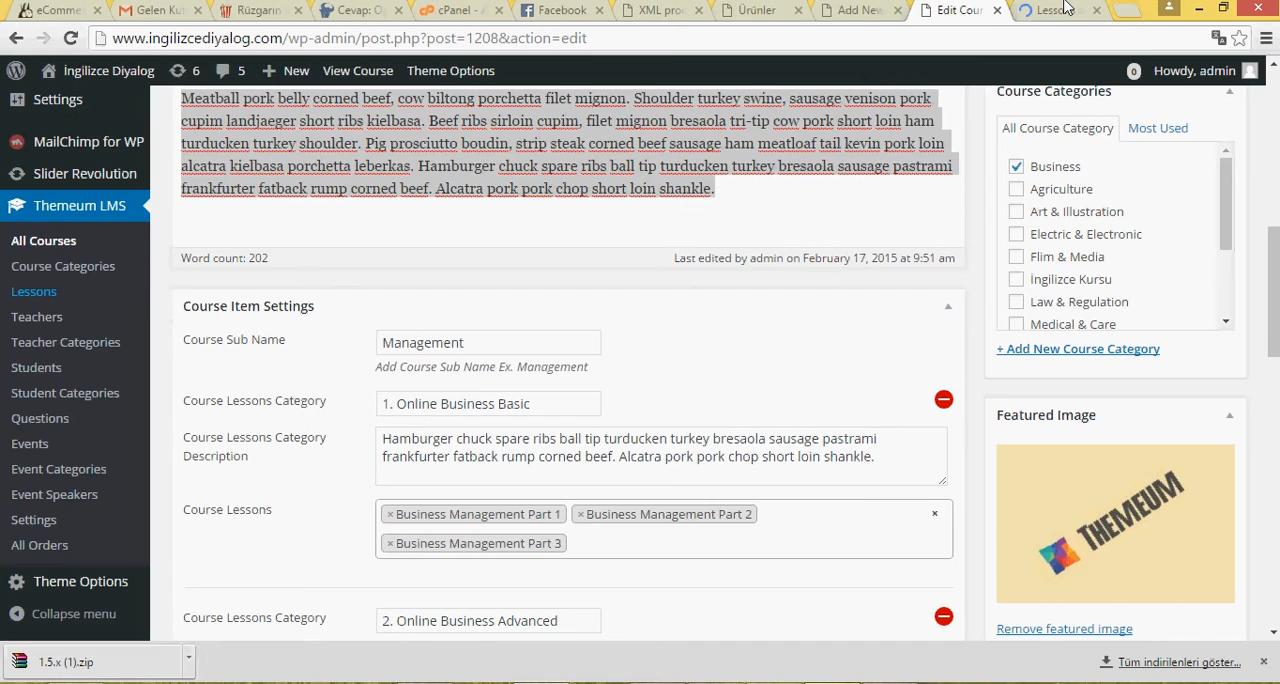 eComme
Gelen Ku
Rüzgarın
Cevap:
cPanel -
Facebook
XML pro
Ürünler
Add New
Edit Cour
Lesso
www.ingilizcediyalog.com/wp-admin/post.php?post=1208&action=edit
İngilizce Diyalog
6
5
New
View Course
Theme Options
0
Howdy, admin
Settings
MailChimp for WP
Slider Revolution
Themeum LMS
All Courses
Course Categories
Lessons
Teachers
Teacher Categories
Students
Student Categories
Questions
Events
Event Categories
Event Speakers
Settings
All Orders
Theme Options
Collapse menu
Meatball pork belly corned beef, cow biltong porchetta filet mignon. Shoulder turkey swine, sausage venison pork
cupim landjaeger short ribs kielbasa. Beef ribs sirloin cupim, filet mignon bresaola tri-tip cow pork short loin ham
turducken turkey shoulder. Pig prosciutto boudin, strip steak corned beef sausage ham meatloaf tail kevin pork loin
alcatra kielbasa porchetta leberkas. Hamburger chuck spare ribs ball tip turducken turkey bresaola sausage pastrami
frankfurter fatback rump corned beef. Alcatra pork pork chop short loin shankle.
Word count: 202
Last edited by admin on February 17, 2015 at 9:51 am
Course Item Settings
Course Sub Name
Management
Add Course Sub Name Ex. Management
Course Lessons Category
1. Online Business Basic
Course Lessons Category
Description
Hamburger chuck spare ribs ball tip turducken turkey bresaola sausage pastrami
frankfurter fatback rump corned beef. Alcatra pork pork chop short loin shankle.
Course Lessons
× Business Management Part 1
× Business Management Part 2
× Business Management Part 3
×
Course Lessons Category
2. Online Business Advanced
Course Categories
All Course Category
Most Used
Business
Agriculture
Art & Illustration
Electric & Electronic
Flim & Media
İngilizce Kursu
Law & Regulation
Medical & Care
+ Add New Course Category
Featured Image
THEMEUM
Remove featured image
1.5.x (1).zip
Tüm indirilenleri göster...